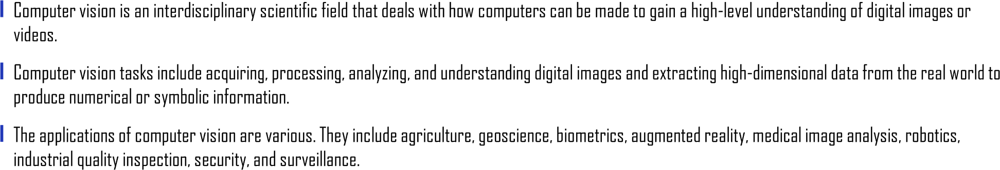 Computer vision is an interdisciplinary scientific field that deals with how computers can be made to gain a high-level understanding of digital images or
videos.
Computer vision tasks include acquiring, processing, analyzing, and understanding digital images and extracting high-dimensional data from the real world to
produce numerical or symbolic information.
The applications of computer vision are various. They include agriculture, geoscience, biometrics, augmented reality, medical image analysis, robotics,
industrial quality inspection, security, and surveillance.